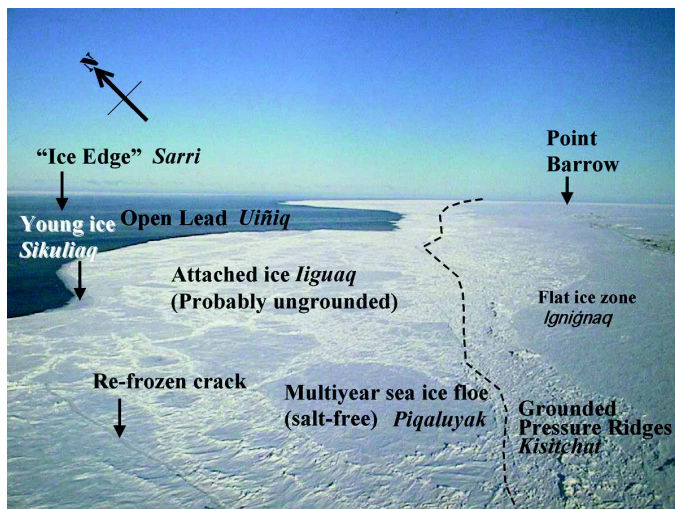 N
"Ice Edge" Sarri
Point
Barrow
Young ice
Sikuliaq
Open Lead Uiñiq
Attached ice Iiguaq
(Probably ungrounded)
Flat ice zone
Igniġnaq
Re-frozen crack
Multiyear sea ice floe
(salt-free) Piqaluyak
Grounded
Pressure Ridges
Kisitchat